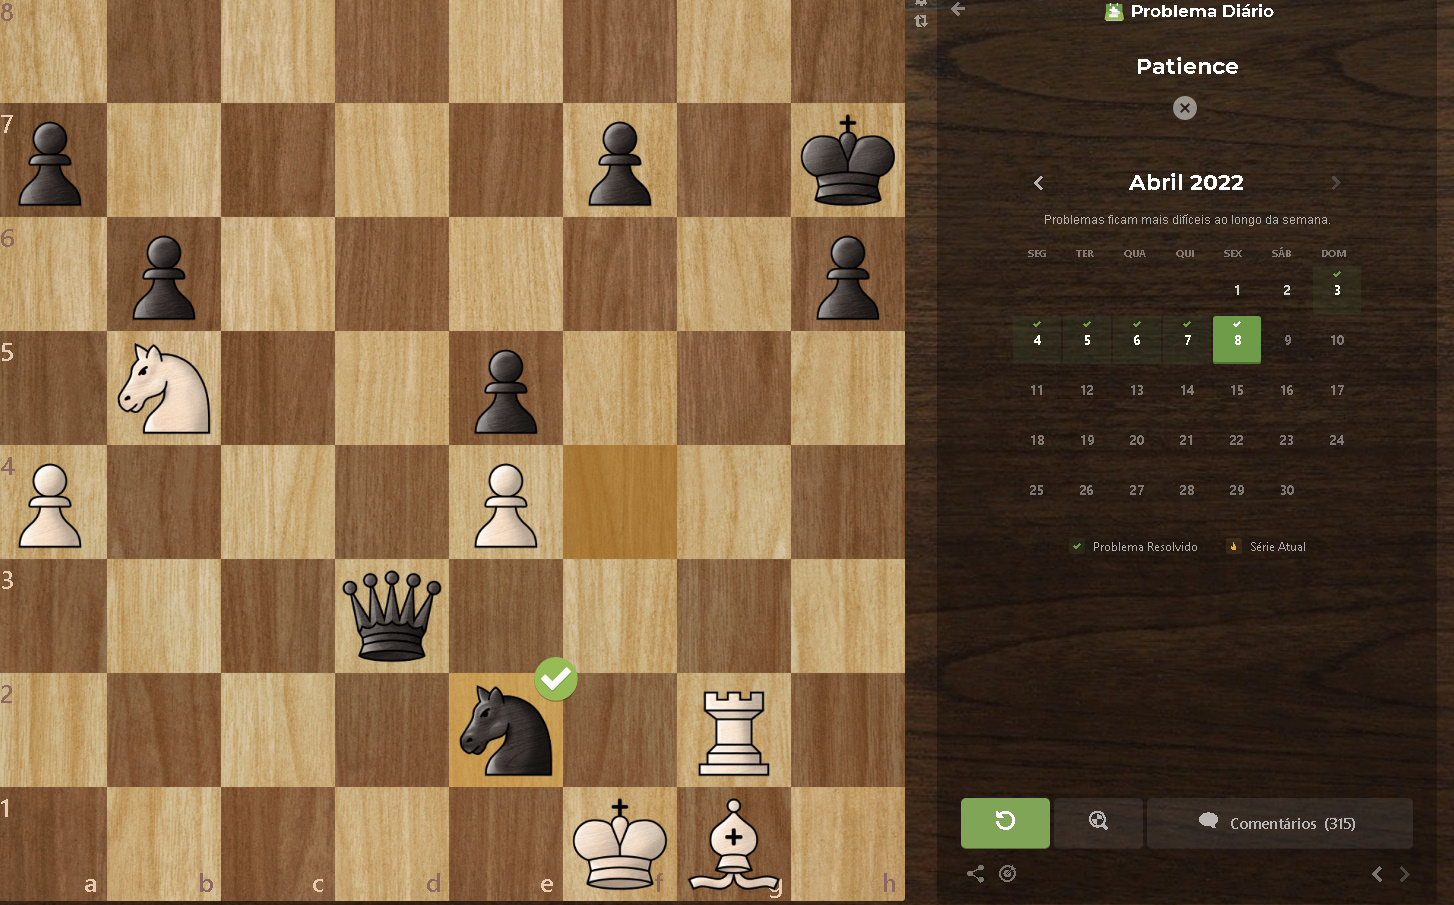 8
7
6
5
4
3
2
1
a b c d e f g h
Problema Diário
Patience
Abril 2022
Problemas ficam mais difíceis ao longo da semana.
SEG TER QUA QUI SEX SÁB DOM
1 2 3
4 5 6 7 8 9 10
11 12 13 14 15 16 17
18 19 20 21 22 23 24
25 26 27 28 29 30
Problema Resolvido Série Atual
Comentários (315)